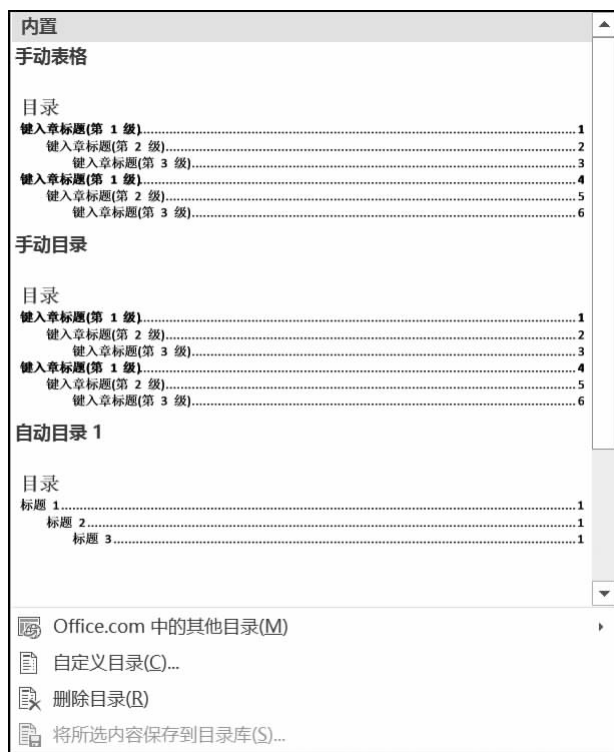 内置
手动表格
目录
键入章标题(第 1 级)........................................1
键入章标题(第 2 级)........................................2
键入章标题(第 3 级)........................................3
键入章标题(第 1 级)........................................4
键入章标题(第 2 级)........................................5
键入章标题(第 3 级)........................................6
手动目录
目录
键入章标题(第 1 级)........................................1
键入章标题(第 2 级)........................................2
键入章标题(第 3 级)........................................3
键入章标题(第 1 级)........................................4
键入章标题(第 2 级)........................................5
键入章标题(第 3 级)........................................6
自动目录 1
目录
标题 1........................................1
标题 2........................................1
标题 3........................................1
Office.com 中的其他目录(M)
自定义目录(C)...
删除目录(R)
将所选内容保存到目录库(S)...